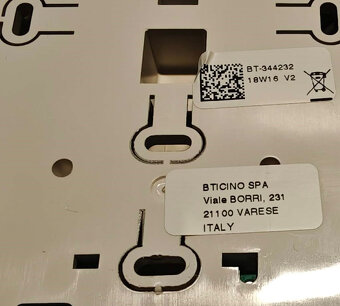 BT-344232
18W16 V2
BTICINO SPA
Viale BORRI, 231
21100 VARESE
ITALY